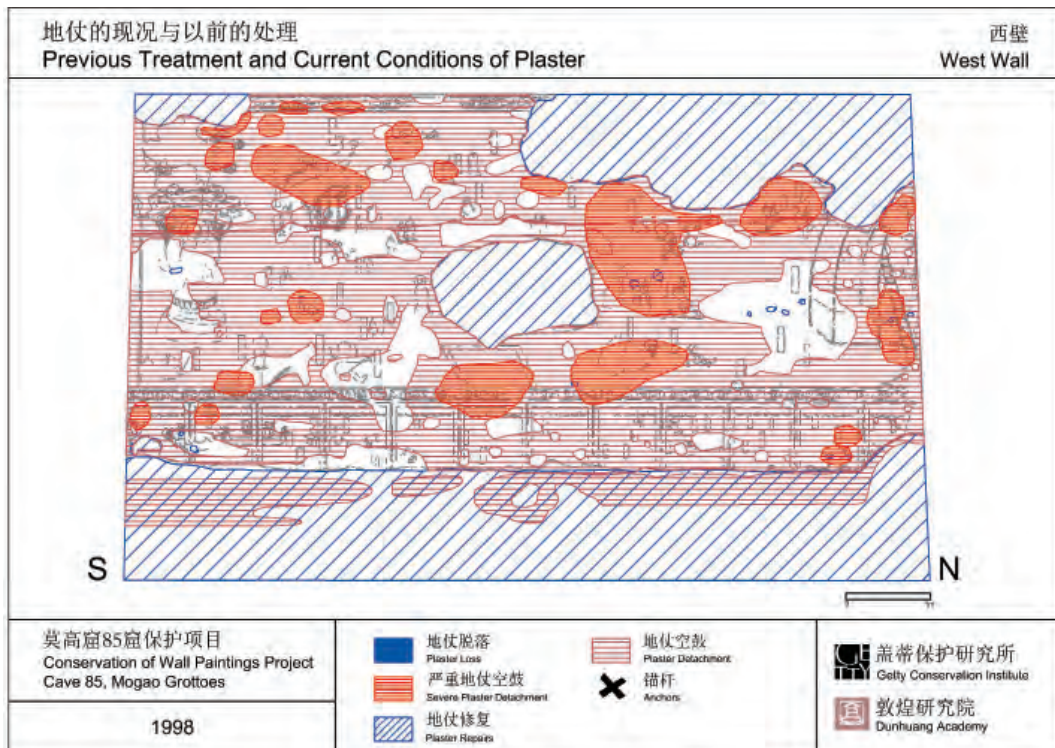 地仗的现况与以前的处理
Previous Treatment and Current Conditions of Plaster
西壁
West Wall
S
N
莫高窟85窟保护项目
Conservation of Wall Paintings Project
Cave 85, Mogao Grottoes
1998
地仗脱落
Plaster Loss
严重地仗空鼓
Severe Plaster Detachment
地仗修复
Plaster Repairs
地仗空鼓
Plaster Detachment
锚杆
Anchors
盖蒂保护研究所
Getty Conservation Institute
敦煌研究院
Dunhuang Academy